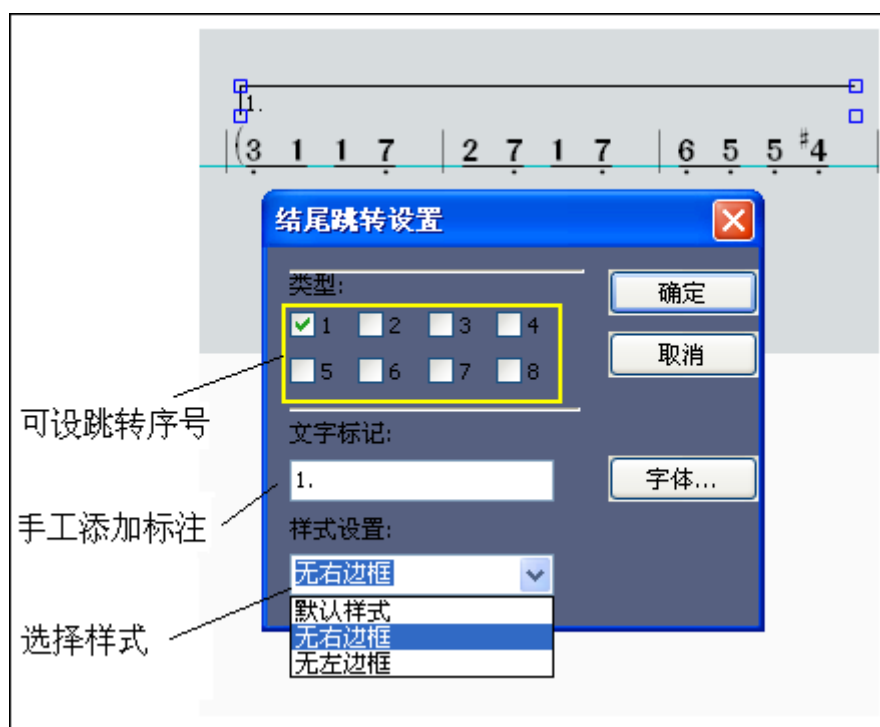 1.
(3 1 1 7 | 2 7 1 7 | 6 5 5 #4 |
结尾跳转设置
类型:
确定
1 2 3 4
取消
5 6 7 8
可设跳转序号
文字标记:
1.
字体...
手工添加标注
样式设置:
无右边框
默认样式
选择样式
无右边框
无左边框